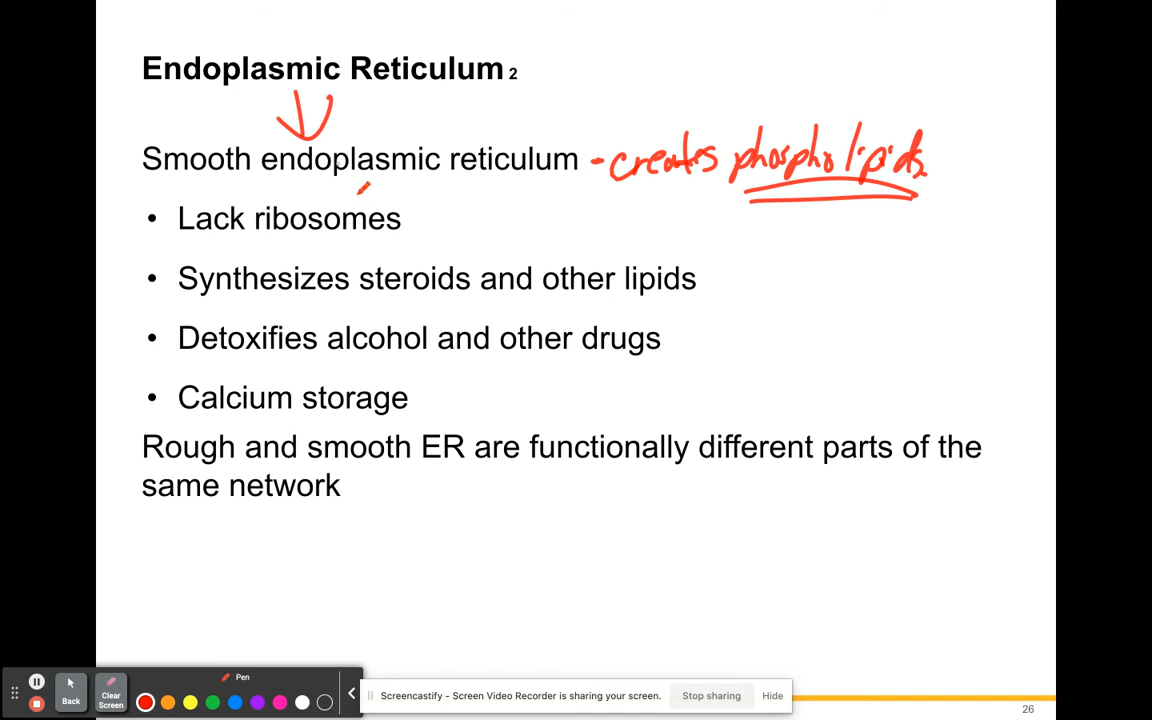 Endoplasmic Reticulum 2
Smooth endoplasmic reticulum - creates phospholipids
• Lack ribosomes
• Synthesizes steroids and other lipids
• Detoxifies alcohol and other drugs
• Calcium storage
Rough and smooth ER are functionally different parts of the
same network
Pen
Back
Clear
Screen
Screencastify - Screen Video Recorder is sharing your screen.
Stop sharing
Hide
26